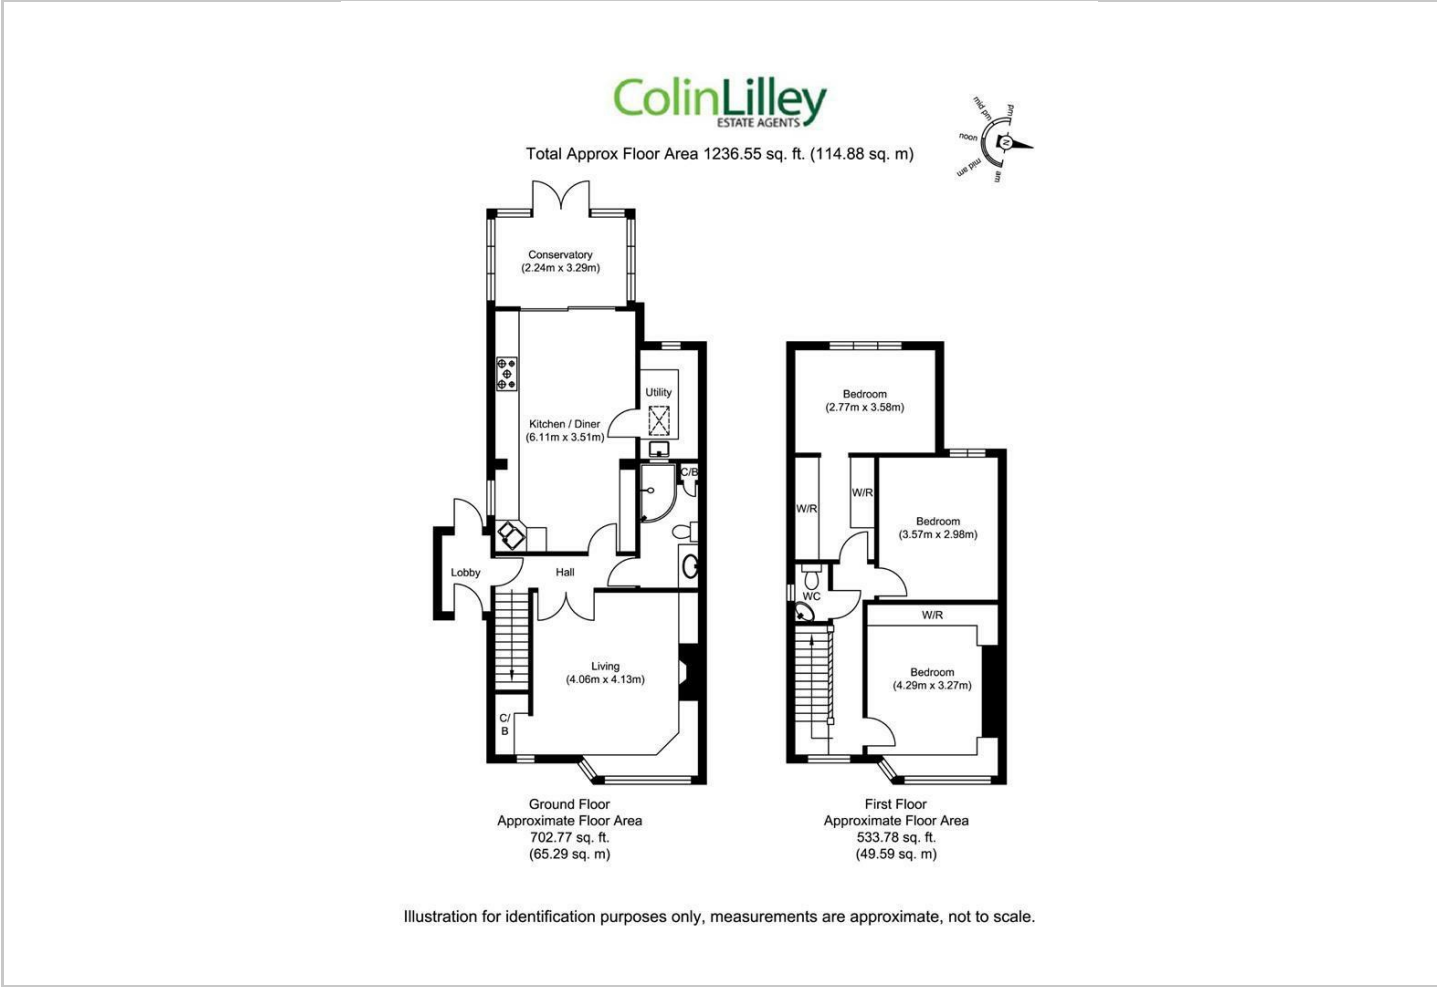 ColinLilley
ESTATE AGENTS
Total Approx Floor Area 1236.55 sq. ft. (114.88 sq. m)
pm
mid pm
noon
mid am
am
N
Conservatory
(2.24m x 3.29m)
Utility
Kitchen / Diner
(6.11m x 3.51m)
C/B
Lobby
Hall
Living
(4.06m x 4.13m)
C/
B
Bedroom
(2.77m x 3.58m)
W/R
W/R
Bedroom
(3.57m x 2.98m)
WC
W/R
Bedroom
(4.29m x 3.27m)
Ground Floor
Approximate Floor Area
702.77 sq. ft.
(65.29 sq. m)
First Floor
Approximate Floor Area
533.78 sq. ft.
(49.59 sq. m)
Illustration for identification purposes only, measurements are approximate, not to scale.